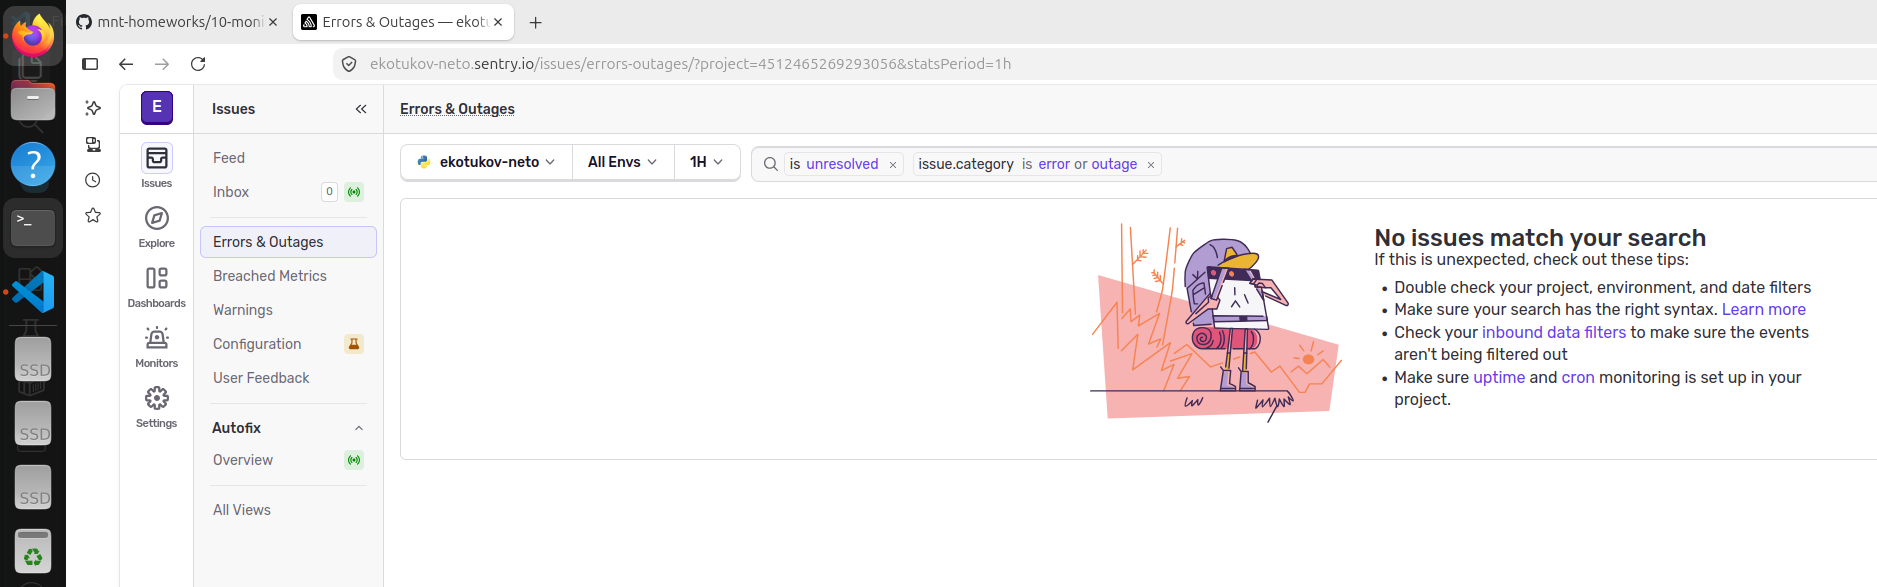 mnt-homeworks/10-moni
Errors & Outages — ekotu
ekotukov-neto.sentry.io/issues/errors-outages/?project=4512465269293056&statsPeriod=1h
E
Issues
Errors & Outages
Issues
Explore
Dashboards
Monitors
Settings
Feed
Inbox 0
Errors & Outages
Breached Metrics
Warnings
Configuration
User Feedback
Autofix
Overview
All Views
ekotukov-neto All Envs 1H is unresolved issue.category is error or outage
No issues match your search
If this is unexpected, check out these tips:
• Double check your project, environment, and date filters
• Make sure your search has the right syntax. Learn more
• Check your inbound data filters to make sure the events
aren't being filtered out
• Make sure uptime and cron monitoring is set up in your
project.
?
>_
SSD
SSD
SSD